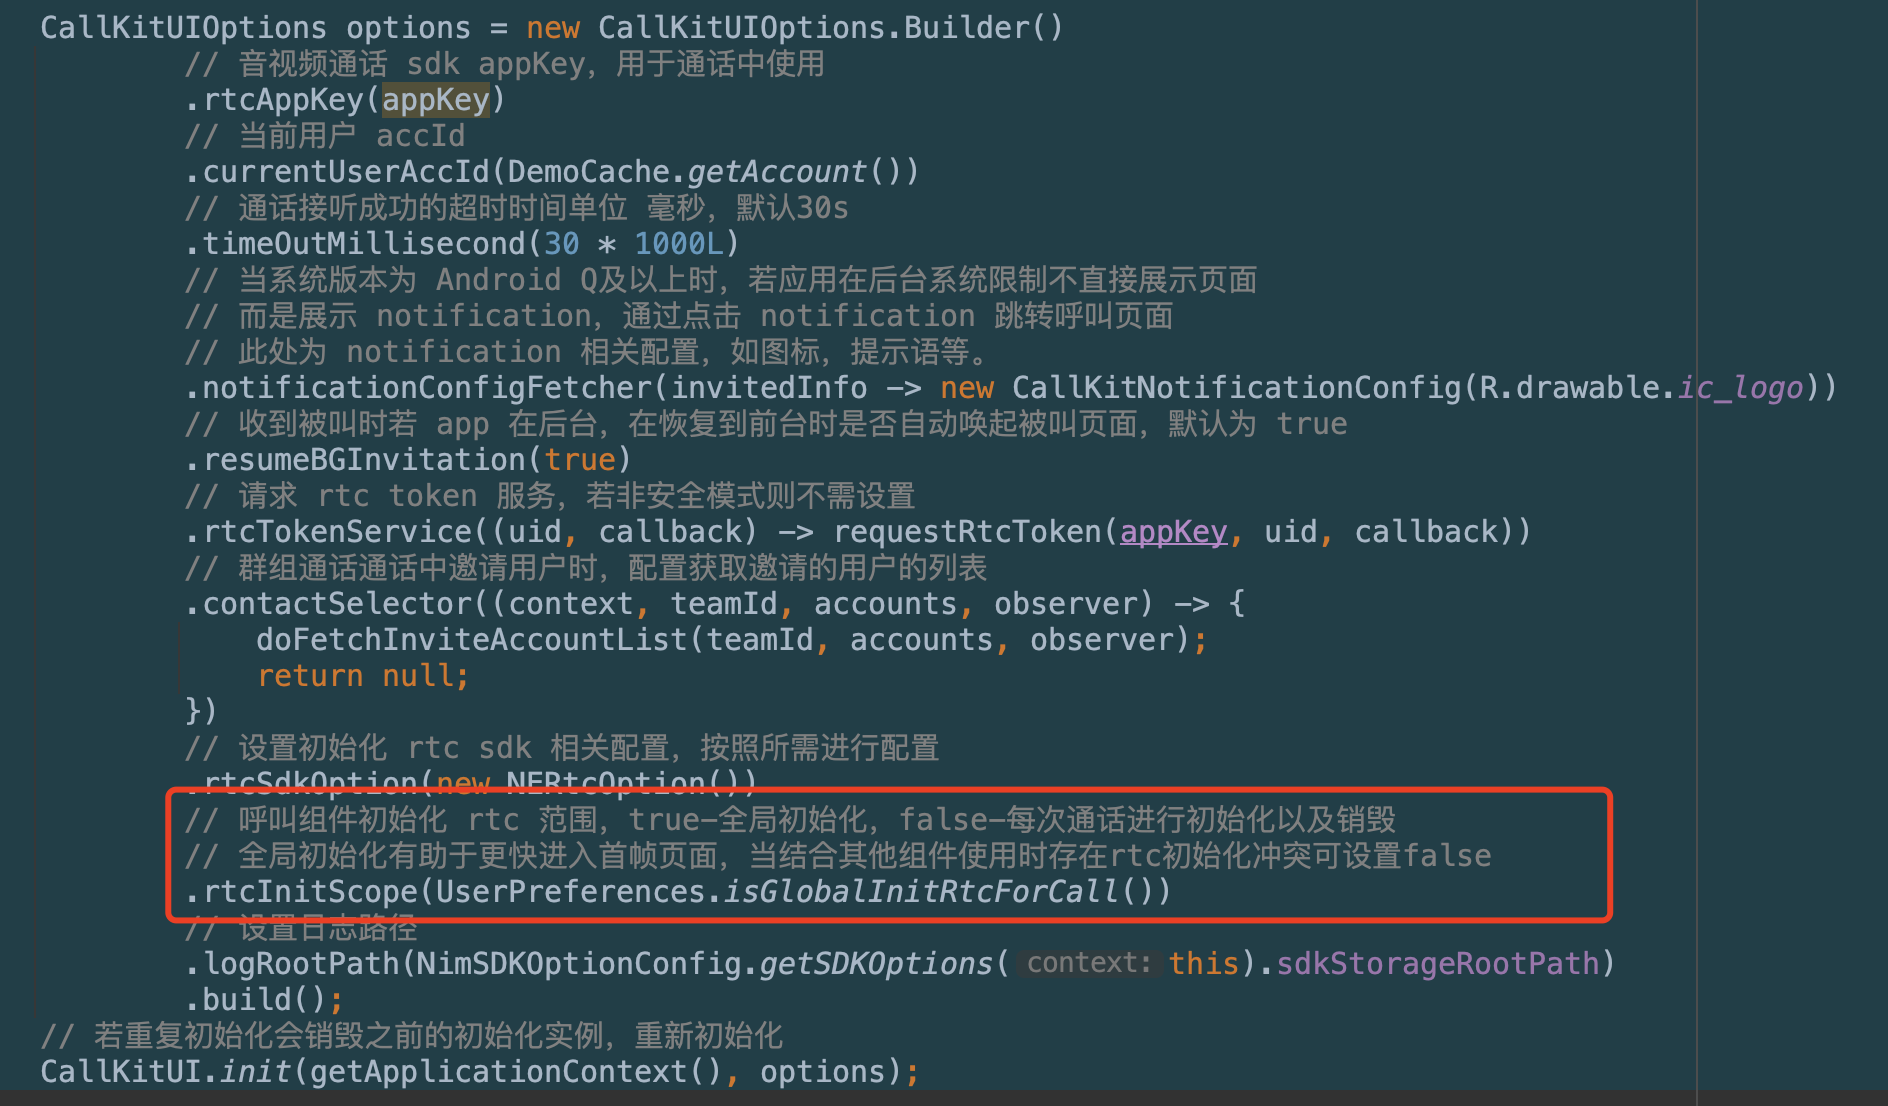 CallKitUIOptions options = new CallKitUIOptions.Builder()
// 音视频通话 sdk appKey，用于通话中使用
.rtcAppKey(appKey)
// 当前用户 accId
.currentUserAccId(DemoCache.getAccount())
// 通话接听成功的超时时间单位 毫秒，默认30s
.timeOutMillisecond(30 * 1000L)
// 当系统版本为 Android Q及以上时，若应用在后台系统限制不直接展示页面
// 而是展示 notification，通过点击 notification 跳转呼叫页面
// 此处为 notification 相关配置，如图标，提示语等。
.notificationConfigFetcher(invitedInfo -> new CallKitNotificationConfig(R.drawable.ic_logo))
// 收到被叫时若 app 在后台，在恢复到前台时是否自动唤起被叫页面，默认为 true
.resumeBGInvitation(true)
// 请求 rtc token 服务，若非安全模式则不需设置
.rtcTokenService((uid, callback) -> requestRtcToken(appKey, uid, callback))
// 群组通话通话中邀请用户时，配置获取邀请的用户的列表
.contactSelector((context, teamId, accounts, observer) -> {
doFetchInviteAccountList(teamId, accounts, observer);
return null;
})
// 设置初始化 rtc sdk 相关配置，按照所需进行配置
.rtcSdkOption(new NERtcOption())
// 呼叫组件初始化 rtc 范围，true-全局初始化，false-每次通话进行初始化以及销毁
// 全局初始化有助于更快进入首帧页面，当结合其他组件使用时存在rtc初始化冲突可设置false
.rtcInitScope(UserPreferences.isGlobalInitRtcForCall())
// 设置日志路径
.logRootPath(NimSDKOptionConfig.getSDKOptions( context: this).sdkStorageRootPath)
.build();
// 若重复初始化会销毁之前的初始化实例，重新初始化
CallKitUI.init(getApplicationContext(), options);